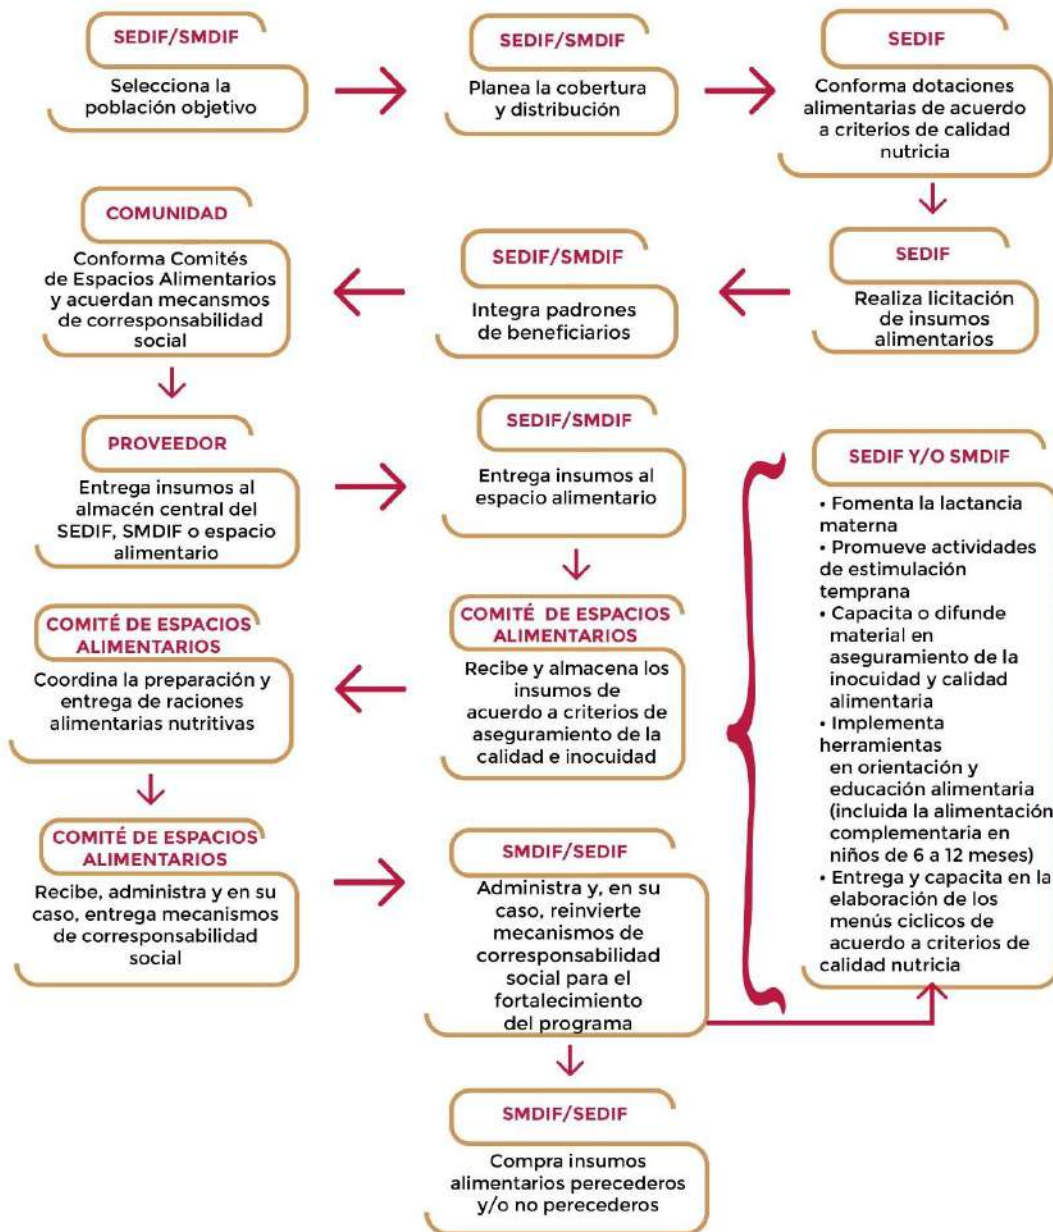 SEDIF/SMDIF
Selecciona la
población objetivo
SEDIF/SMDIF
Planea la cobertura
y distribución
SEDIF
Conforma dotaciones
alimentarias de acuerdo
a criterios de calidad
nutricia
SEDIF
Realiza licitación
de insumos
alimentarios
SEDIF/SMDIF
Integra padrones
de beneficiarios
COMUNIDAD
Conforma Comités
de Espacios Alimentarios
y acuerdan mecansmos
de corresponsabilidad
social
PROVEEDOR
Entrega insumos al
almacén central del
SEDIF, SMDIF o espacio
alimentario
SEDIF/SMDIF
Entrega insumos al
espacio alimentario
COMITÉ DE ESPACIOS
ALIMENTARIOS
Recibe y almacena los
insumos de
acuerdo a criterios de
aseguramiento de la
calidad e inocuidad
COMITÉ DE ESPACIOS
ALIMENTARIOS
Coordina la preparación y
entrega de raciones
alimentarias nutritivas
COMITÉ DE ESPACIOS
ALIMENTARIOS
Recibe, administra y en su
caso, entrega mecanismos
de corresponsabilidad
social
SMDIF/SEDIF
Administra y, en su
caso, reinvierte
mecanismos de
corresponsabilidad
social para el
fortalecimiento
del programa
SMDIF/SEDIF
Compra insumos
alimentarios perecederos
y/o no perecederos
SEDIF Y/O SMDIF
• Fomenta la lactancia
materna
• Promueve actividades
de estimulación
temprana
• Capacita o difunde
material en
aseguramiento de la
inocuidad y calidad
alimentaria
• Implementa
herramientas
en orientación y
educación alimentaria
(incluida la alimentación
complementaria en
niños de 6 a 12 meses)
• Entrega y capacita en la
elaboración de los
menús ciclicos de
acuerdo a criterios de
calidad nutricia